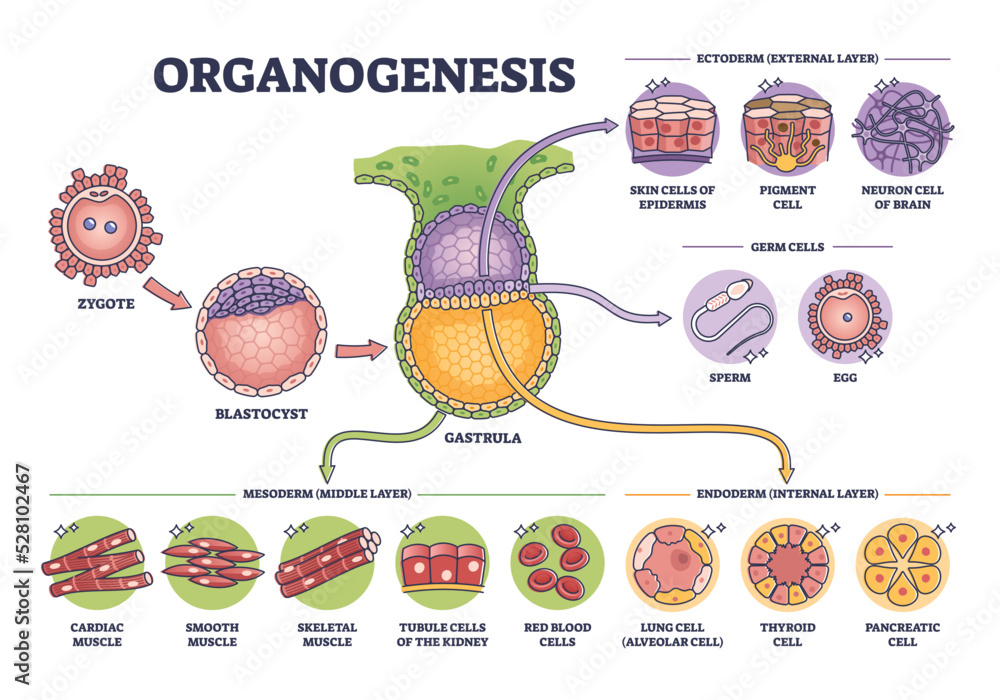 ORGANOGENESIS
ECTODERM (EXTERNAL LAYER)
SKIN CELLS OF
EPIDERMIS
PIGMENT
CELL
NEURON CELL
OF BRAIN
GERM CELLS
SPERM
EGG
ZYGOTE
BLASTOCYST
GASTRULA
MESODERM (MIDDLE LAYER)
CARDIAC
MUSCLE
SMOOTH
MUSCLE
SKELETAL
MUSCLE
TUBULE CELLS
OF THE KIDNEY
RED BLOOD
CELLS
ENDODERM (INTERNAL LAYER)
LUNG CELL
(ALVEOLAR CELL)
THYROID
CELL
PANCREATIC
CELL
528102467
Adobe Stock